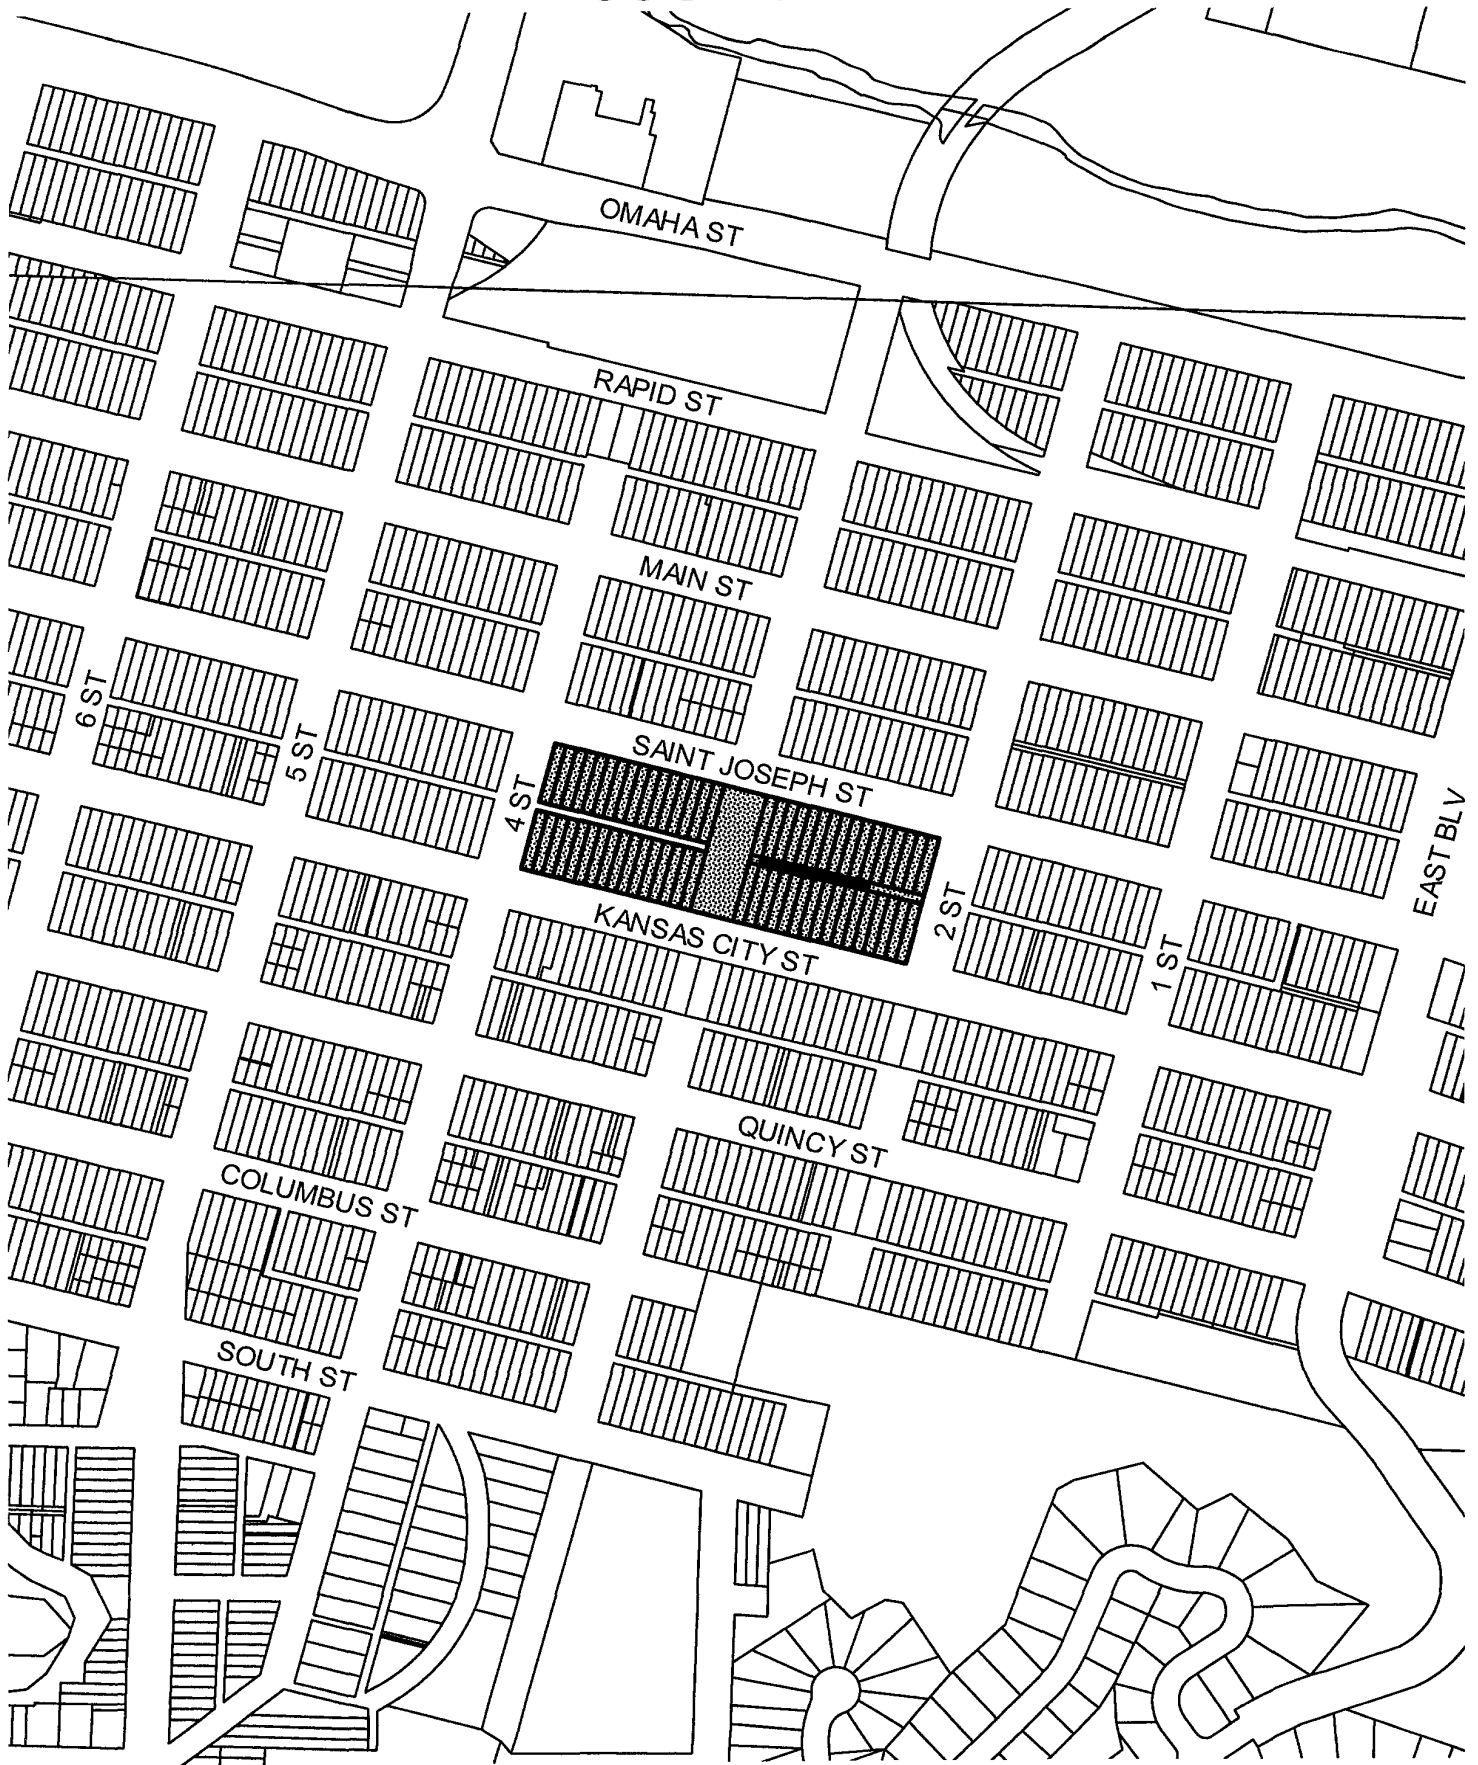 OMAHA ST
RAPID ST
MAIN ST
6 ST
5 ST
SAINT JOSEPH ST
4 ST
EAST BLV
2 ST
KANSAS CITY ST
1 ST
QUINCY ST
COLUMBUS ST
SOUTH ST